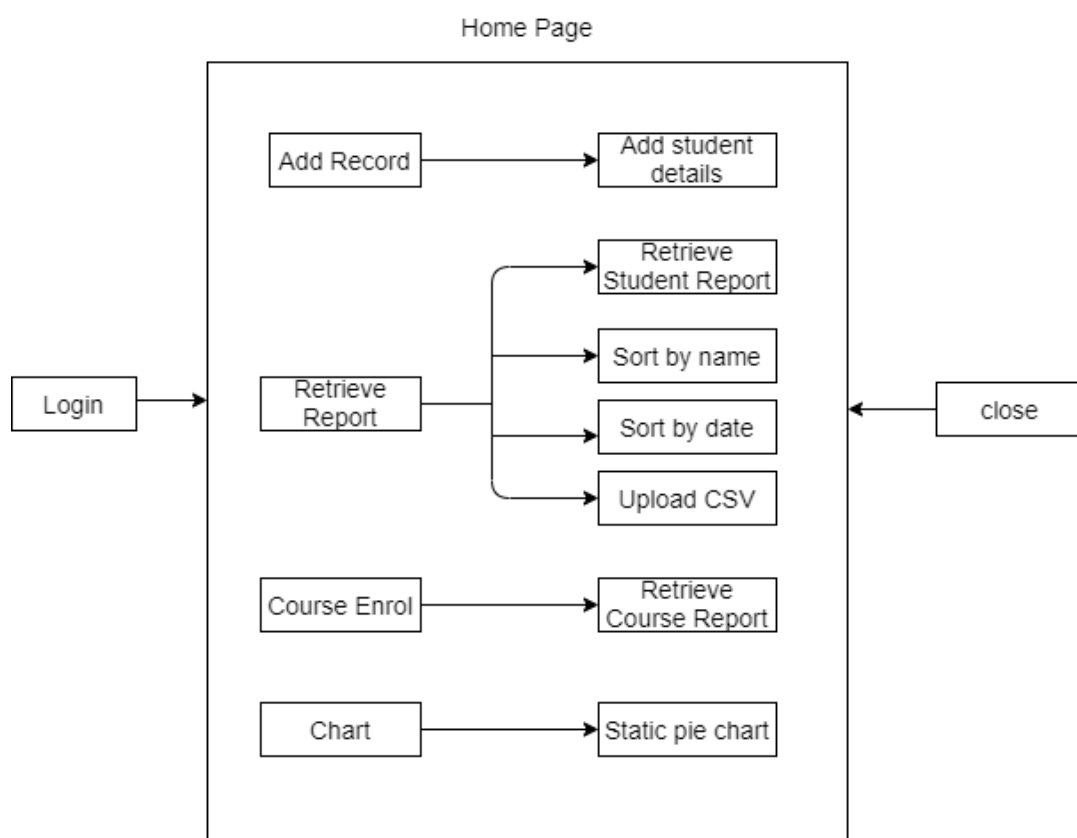 Home Page
Add Record
Add student
details
Retrieve
Student Report
Sort by name
Login
Retrieve
Report
close
Sort by date
Upload CSV
Course Enrol
Retrieve
Course Report
Chart
Static pie chart